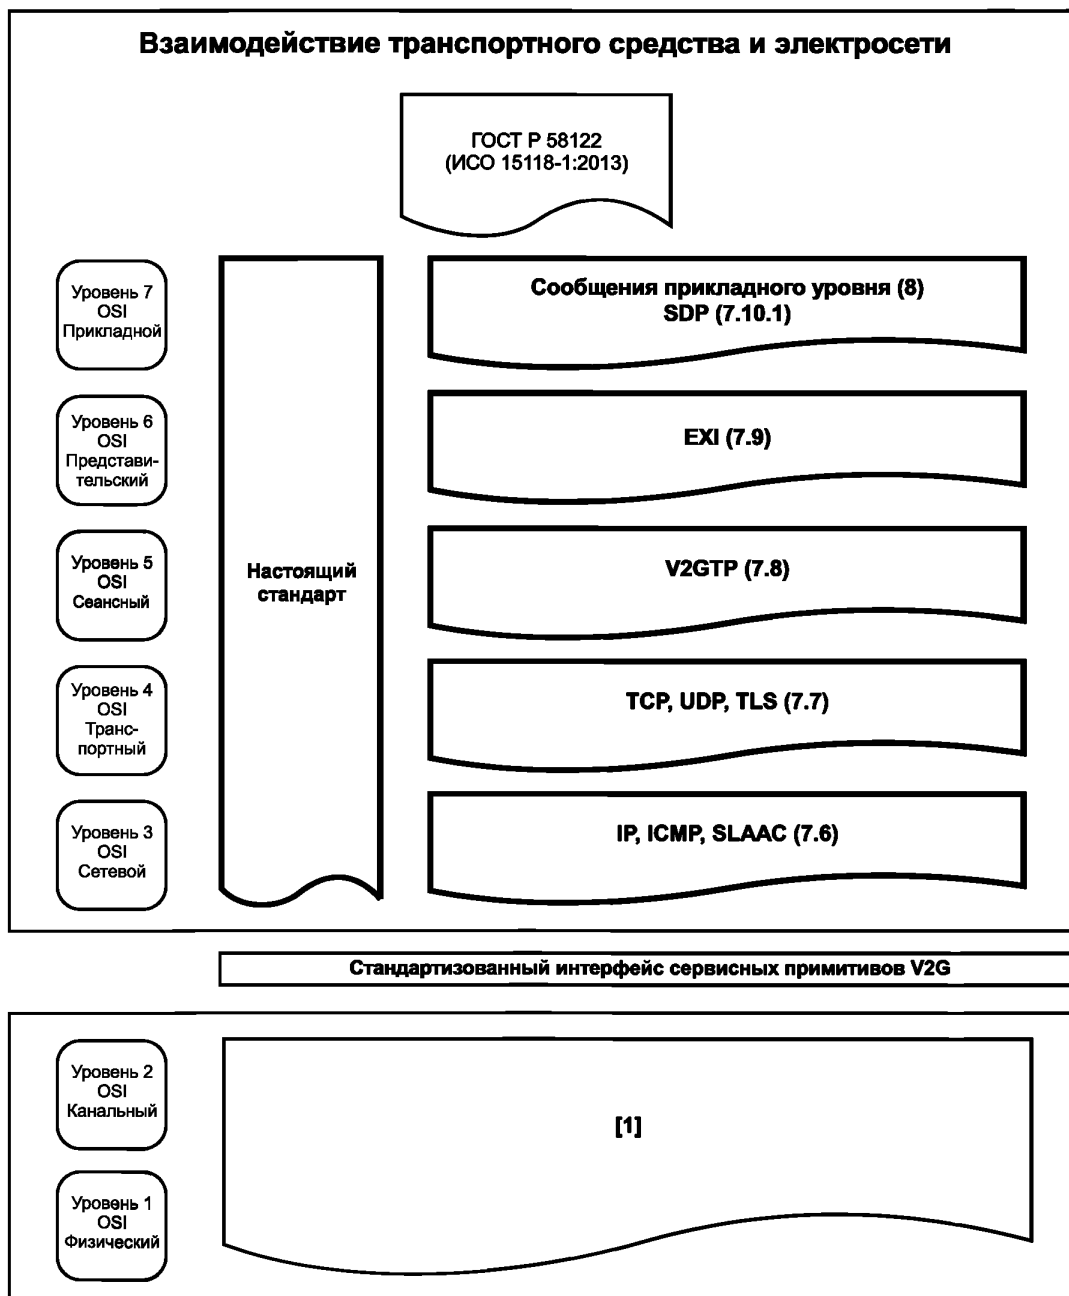 Взаимодействие транспортного средства и электросети
ГОСТ Р 58122
(ИСО 15118-1:2013)
Уровень 7
OSI
Прикладной
Сообщения прикладного уровня (8)
SDP (7.10.1)
Уровень 6
OSI
Представи-
тельский
EXI (7.9)
Уровень 5
OSI
Сеансный
Настоящий
стандарт
V2GTP (7.8)
Уровень 4
OSI
Транс-
портный
TCP, UDP, TLS (7.7)
Уровень 3
OSI
Сетевой
IP, ICMP, SLAAC (7.6)
Стандартизованный интерфейс сервисных примитивов V2G
Уровень 2
OSI
Канальный
[1]
Уровень 1
OSI
Физический